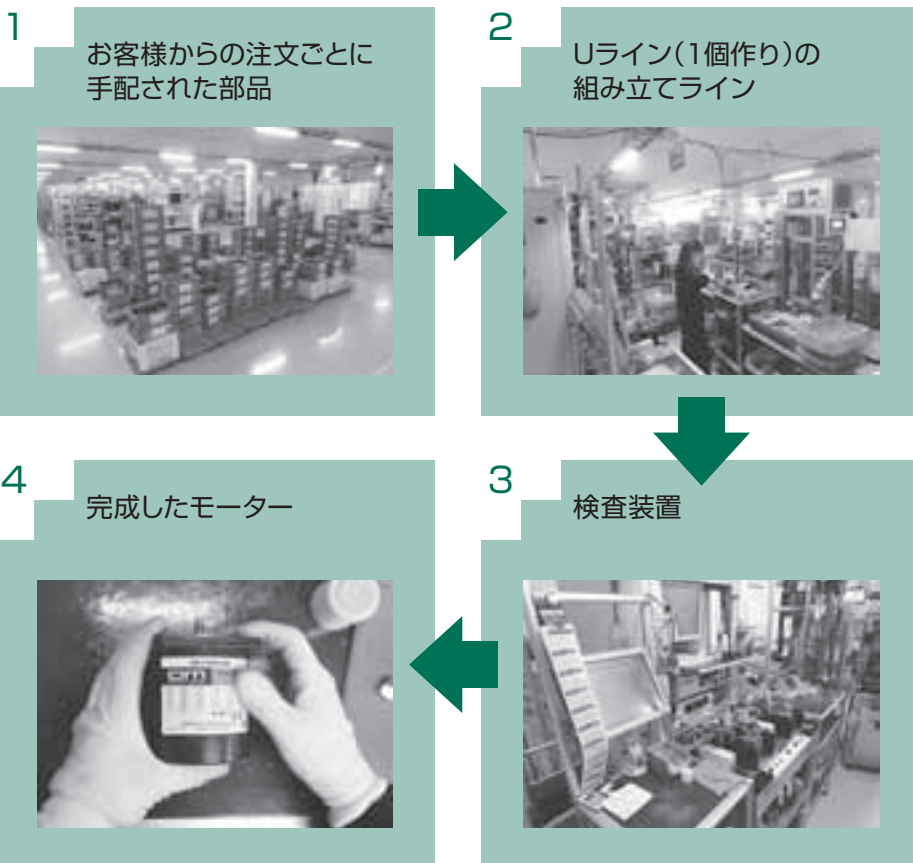 1
お客様からの注文ごとに
手配された部品
2
Uライン（1個作り）の
組み立てライン
3
検査装置
4
完成したモーター